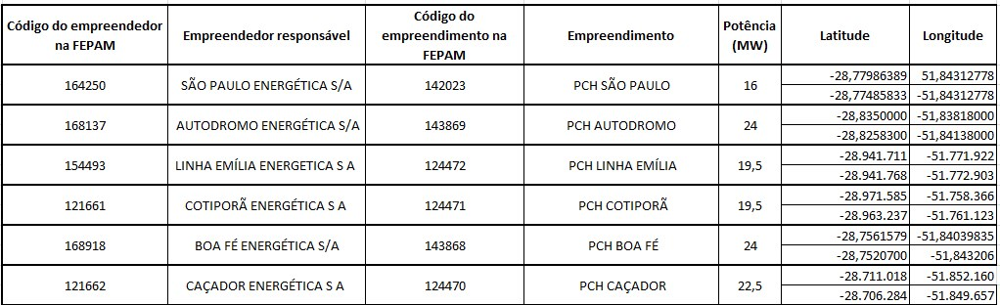 Código do empreendedor na FEPAM Empreendedor responsável Código do empreendimento na FEPAM Empreendimento Potência (MW) Latitude Longitude
164250 SÃO PAULO ENERGÉTICA S/A 142023 PCH SÃO PAULO 16 -28,77986389 51,84312778
-28,77485833 -51,84312778
168137 AUTODROMO ENERGÉTICA S/A 143869 PCH AUTODROMO 24 -28,8350000 -51,83818000
-28,8258300 -51,84138000
154493 LINHA EMÍLIA ENERGETICA S A 124472 PCH LINHA EMÍLIA 19,5 -28.941.711 -51.771.922
-28.941.768 -51.772.903
121661 COTIPORÃ ENERGÉTICA S A 124471 PCH COTIPORÃ 19,5 -28.971.585 -51.758.366
-28.963.237 -51.761.123
168918 BOA FÉ ENERGÉTICA S/A 143868 PCH BOA FÉ 24 -28,7561579 -51,84039835
-28,7520700 -51,843206
121662 CAÇADOR ENERGÉTICA S A 124470 PCH CAÇADOR 22,5 -28.711.018 -51.852.160
-28.706.284 -51.849.657